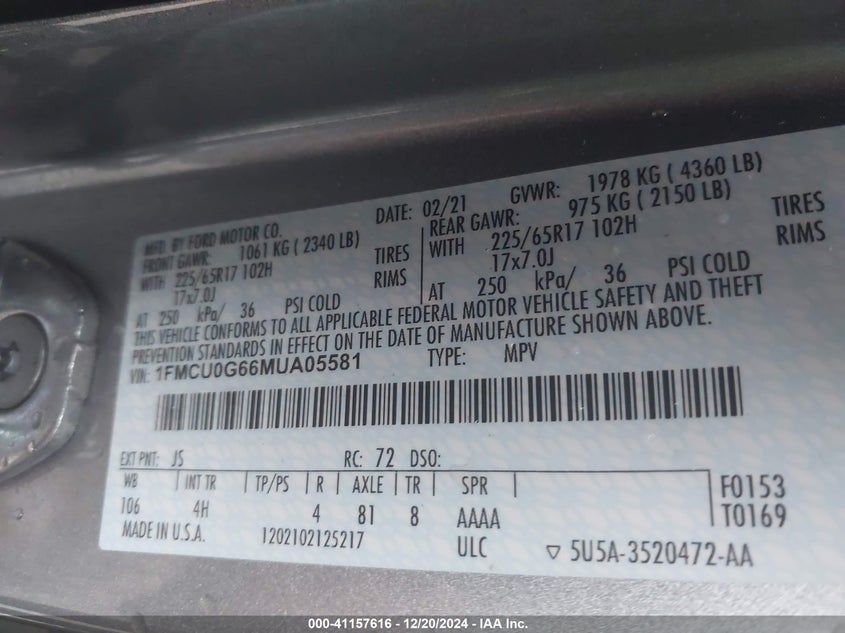 MFD. BY FORD MOTOR CO.
DATE: 02/21
GVWR: 1978 KG ( 4360 LB)
FRONT GAWR: 1061 KG ( 2340 LB)
REAR GAWR: 975 KG ( 2150 LB)
WITH 225/65R17 102H TIRES
WITH 225/65R17 102H TIRES
17x7.0J RIMS
17x7.0J RIMS
AT 250 kPa/ 36 PSI COLD
AT 250 kPa/ 36 PSI COLD
THIS VEHICLE CONFORMS TO ALL APPLICABLE FEDERAL MOTOR VEHICLE SAFETY AND THEFT
PREVENTION STANDARDS IN EFFECT ON THE DATE OF MANUFACTURE SHOWN ABOVE.
VIN: 1FMCU0G66MUA05581
TYPE: MPV
EXT PNT: JS RC: 72 DSO:
WB INT TR TP/PS R AXLE TR SPR
F0153
106 4H 4 81 8 AAAA
T0169
MADE IN U.S.A. 1202102125217 ULC ▽ 5U5A-3520472-AA
000-41157616 - 12/20/2024 - IAA Inc.